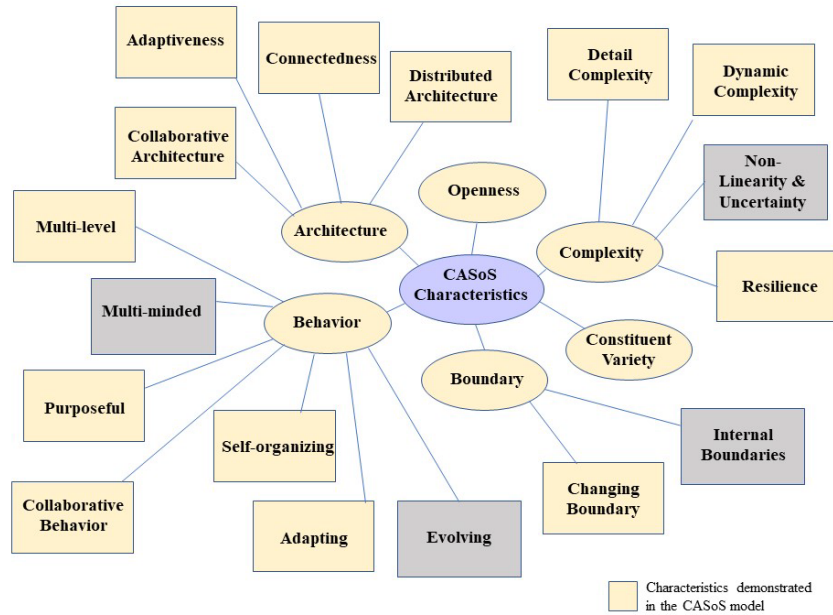 Adaptiveness
Connectedness
Distributed
Architecture
Detail
Complexity
Dynamic
Complexity
Collaborative
Architecture
Non-
Linearity &
Uncertainty
Openness
Multi-level
Architecture
Complexity
CASoS
Characteristics
Resilience
Multi-minded
Behavior
Constituent
Variety
Boundary
Purposeful
Self-organizing
Internal
Boundaries
Collaborative
Behavior
Changing
Boundary
Adapting
Evolving
Characteristics demonstrated
in the CASoS model